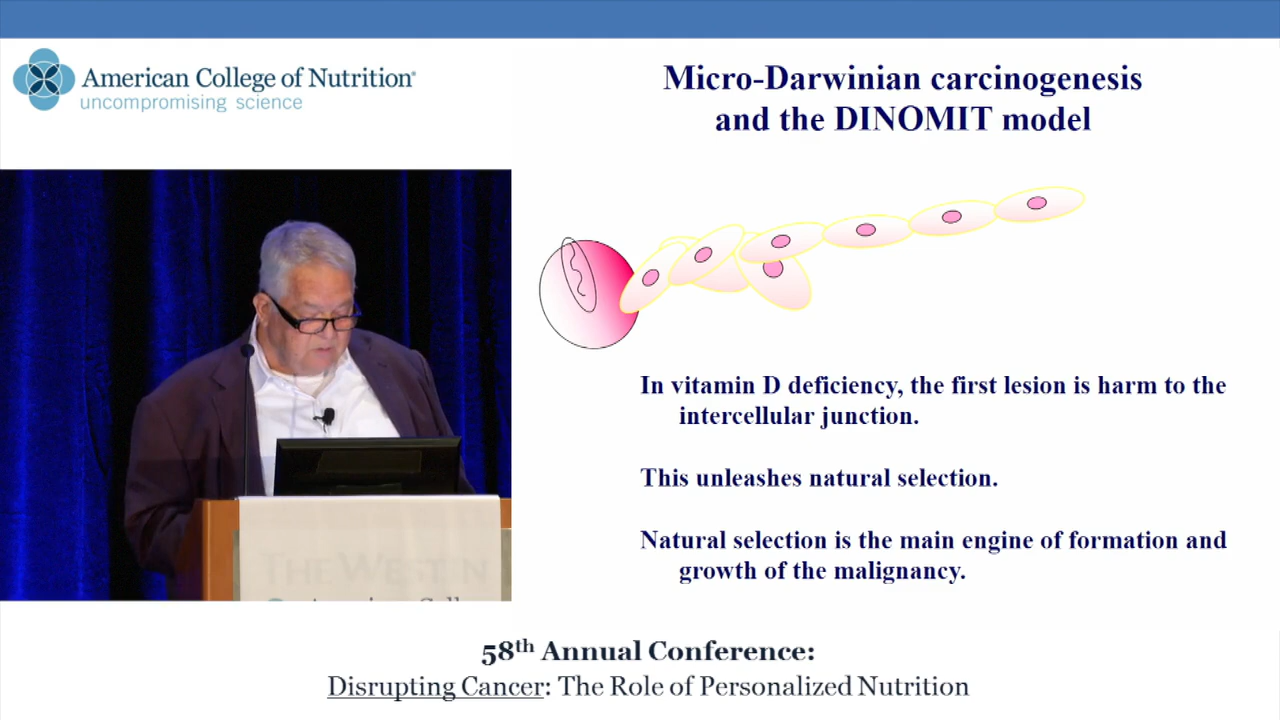 American College of Nutrition
uncompromising science
Micro-Darwinian carcinogenesis
and the DINOMIT model
In vitamin D deficiency, the first lesion is harm to the
intercellular junction.
This unleashes natural selection.
Natural selection is the main engine of formation and
growth of the malignancy.
THE WESTIN
58th Annual Conference:
Disrupting Cancer: The Role of Personalized Nutrition